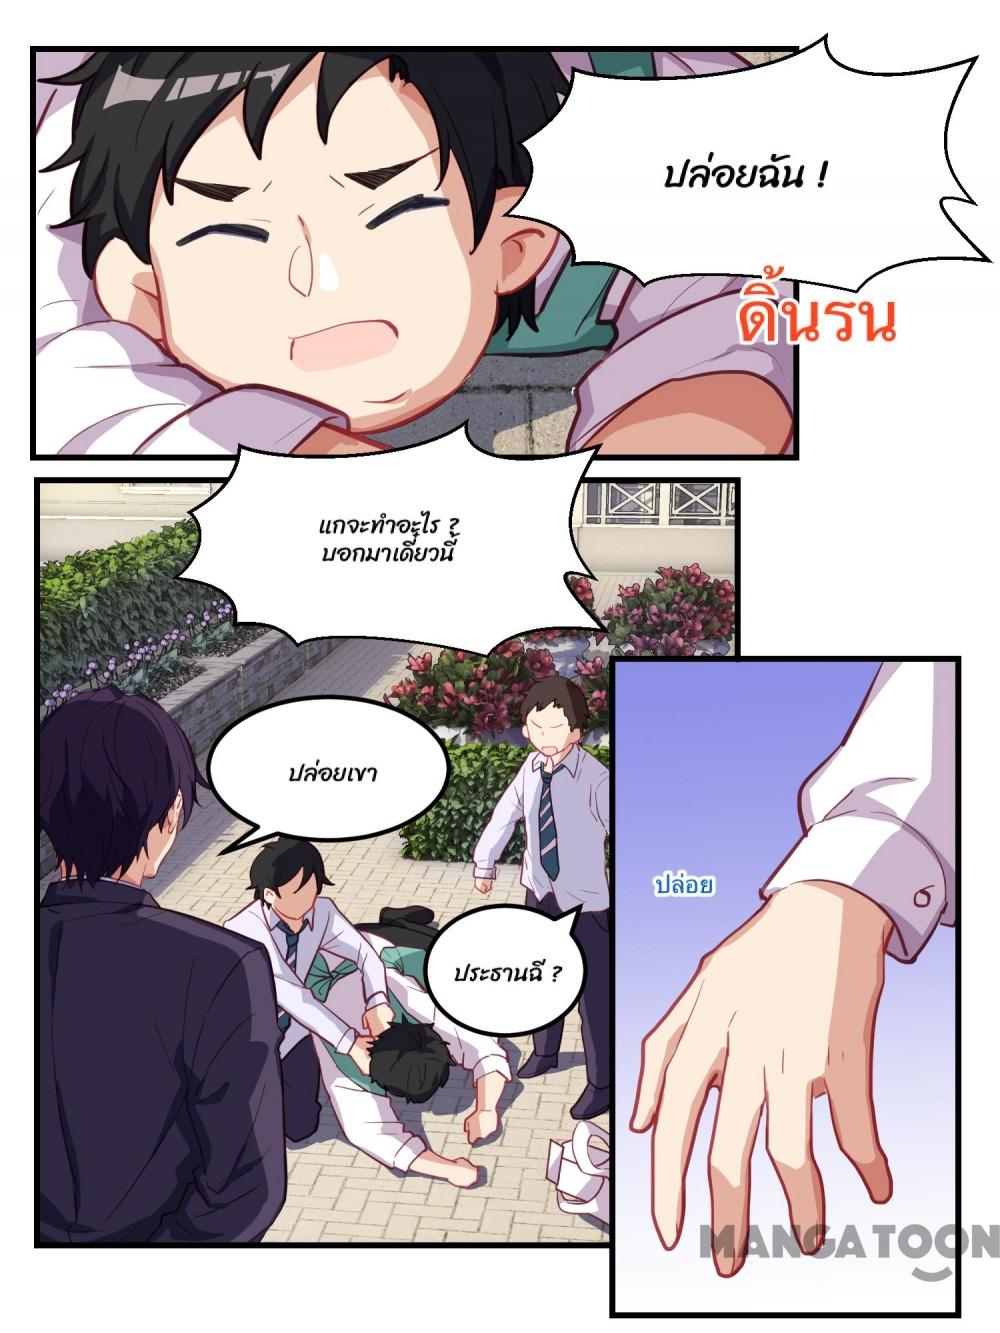 ปล่อยฉัน !
ดิ้นรน
แกจะทำอะไร ?
บอกมาเดี๋ยวนี้
ปล่อยเขา
ประธานฉี ?
ปล่อย
MANGATOON